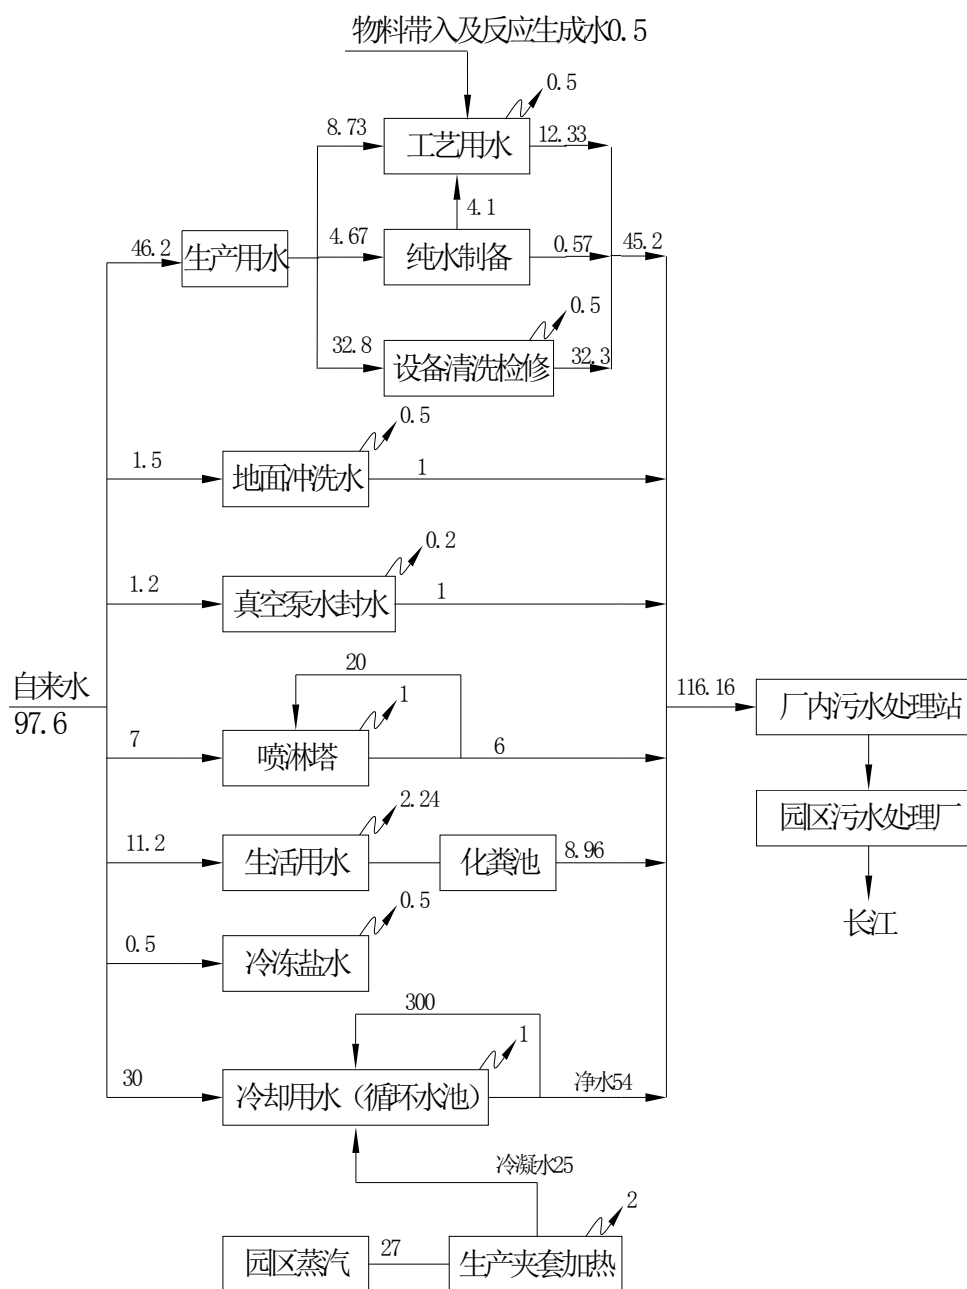 物料带入及反应生成水0.5
0.5
8.73
工艺用水
12.33
4.1
46.2
生产用水
4.67
纯水制备
0.57
45.2
0.5
32.8
设备清洗检修
32.3
0.5
1.5
地面冲洗水
1
0.2
1.2
真空泵水封水
1
20
自来水
97.6
1
116.16
厂内污水处理站
7
喷淋塔
6
2.24
园区污水处理厂
11.2
生活用水
化粪池
8.96
0.5
长江
0.5
冷冻盐水
300
1
30
冷却用水（循环水池）
净水54
冷凝水25
2
园区蒸汽
27
生产夹套加热